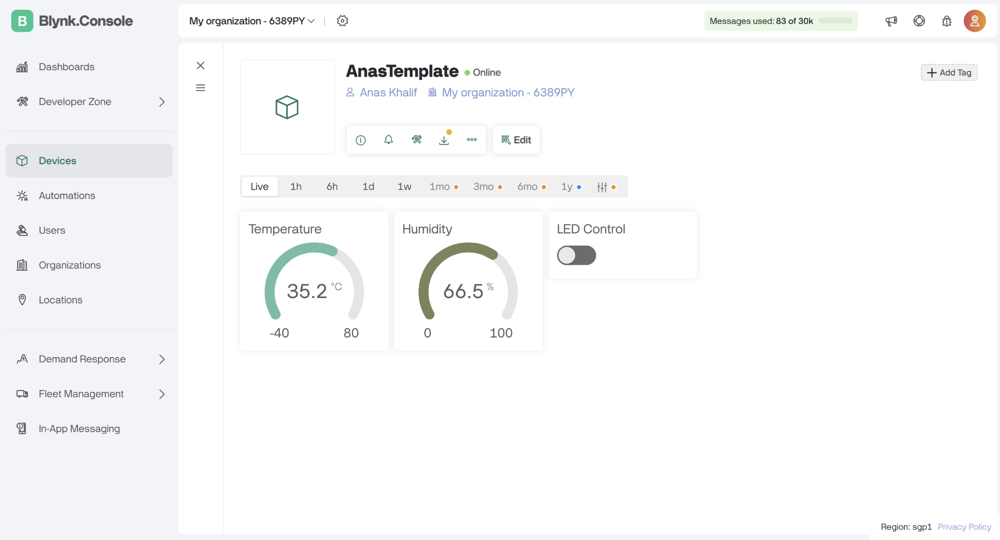 B Blynk.Console
My organization - 6389PY
Messages used: 83 of 30k
Dashboards
Developer Zone
Devices
Automations
Users
Organizations
Locations
Demand Response
Fleet Management
In-App Messaging
AnasTemplate Online
Anas Khalif My organization - 6389PY
Add Tag
Edit
Live 1h 6h 1d 1w 1mo 3mo 6mo 1y
Temperature
35.2 °C
-40 80
Humidity
66.5 %
0 100
LED Control
Region: sgp1 Privacy Policy